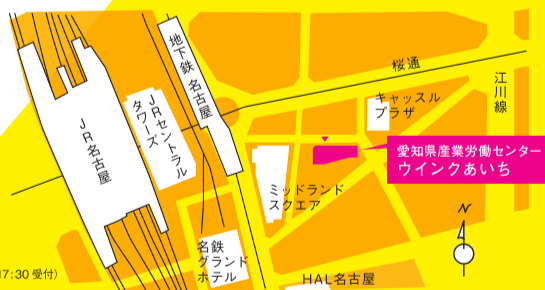 JR名古屋
JRセントラル
タワーズ
地下鉄 名古屋
桜通
江川線
キャッスル
プラザ
愛知県産業労働センター
ウインクあいち
ミッドランド
スクエア
名鉄
グランド
ホテル
HAL名古屋
N
17:30 受付)